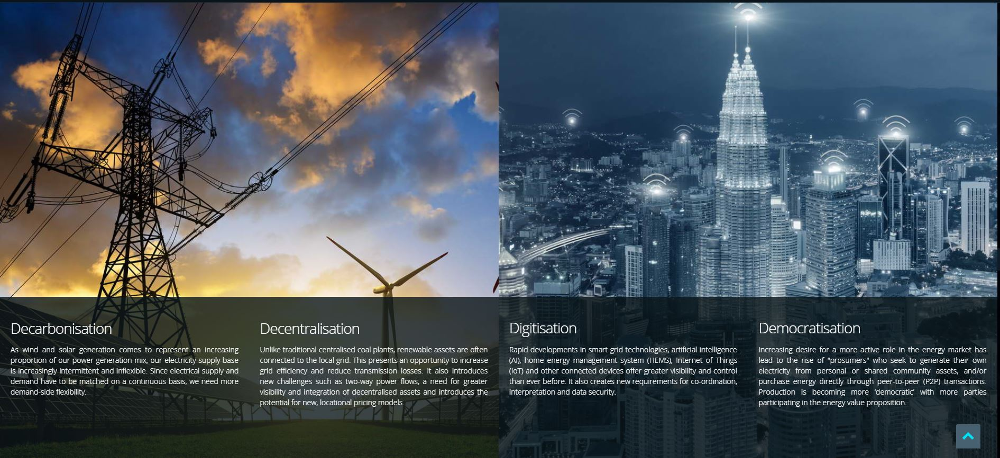 Decarbonisation
As wind and solar generation comes to represent an increasing
proportion of our power generation mix, our electricity supply-base
is increasingly intermittent and inflexible. Since electrical supply and
demand have to be matched on a continuous basis, we need more
demand-side flexibility.
Decentralisation
Unlike traditional centralised coal plants, renewable assets are often
connected to the local grid. This presents an opportunity to increase
grid efficiency and reduce transmission losses. It also introduces
new challenges such as two-way power flows, a need for greater
visibility and integration of decentralised assets and introduces the
potential for new, locational pricing models.
Digitisation
Rapid developments in smart grid technologies, artificial intelligence
(AI), home energy management system (HEMS), Internet of Things
(IoT) and other connected devices offer greater visibility and control
than ever before. It also creates new requirements for co-ordination,
interpretation and data security.
Democratisation
Increasing desire for a more active role in the energy market has
lead to the rise of "prosumers" who seek to generate their own
electricity from personal or shared community assets, and/or
purchase energy directly through peer-to-peer (P2P) transactions.
Production is becoming more ‘democratic’ with more parties
participating in the energy value proposition.